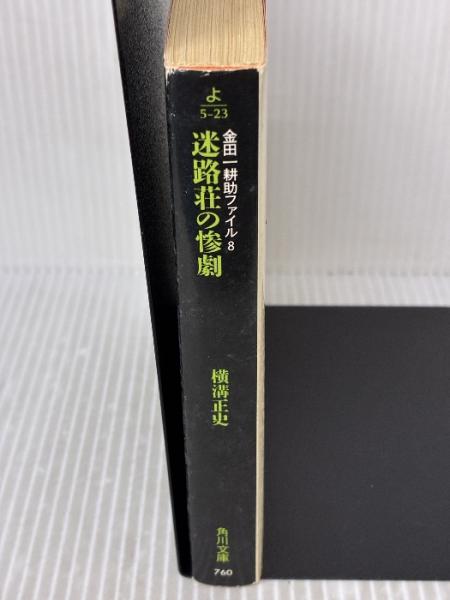 よ
5-23
金田一耕助ファイル8
迷路荘の惨劇
横溝正史
角川文庫
760